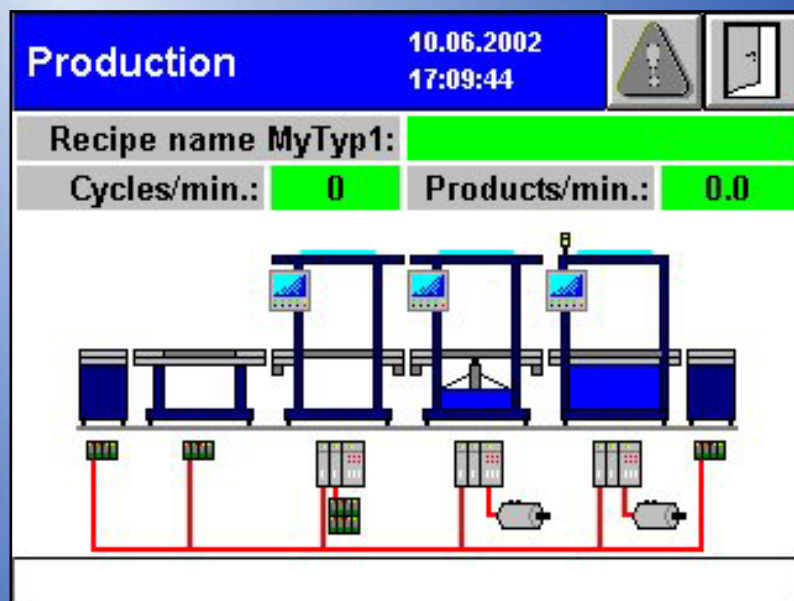 Production
10.06.2002
17:09:44
Recipe name MyTyp1:
Cycles/min.: 0 Products/min.: 0.0